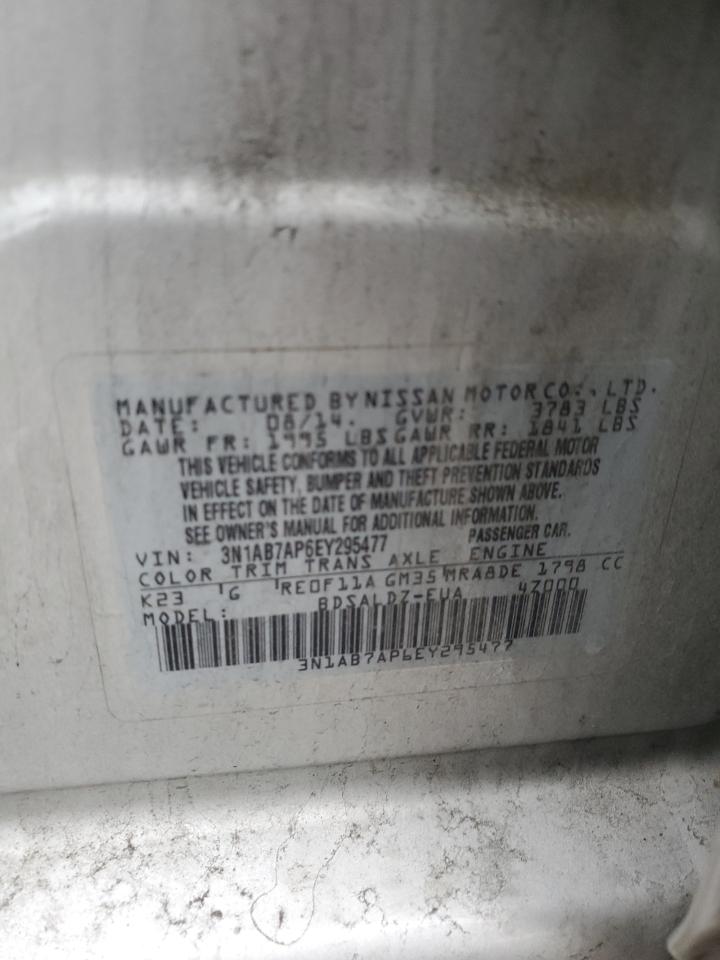 MANUFACTURED BY NISSAN MOTOR CO., LTD.
DATE: 08/14. GVWR: 3783 LBS
GAWR FR: 1995 LBS GAWR RR: 1841 LBS
THIS VEHICLE CONFORMS TO ALL APPLICABLE FEDERAL MOTOR
VEHICLE SAFETY, BUMPER AND THEFT PREVENTION STANDARDS
IN EFFECT ON THE DATE OF MANUFACTURE SHOWN ABOVE.
SEE OWNER'S MANUAL FOR ADDITIONAL INFORMATION.
VIN: 3N1AB7AP6EY295477 PASSENGER CAR.
COLOR TRIM TRANS AXLE ENGINE
K23 G RE0F11A GM35 MRA8DE 1798 CC
MODEL: BDSALDZ-EUA 4Z000
3N1AB7AP6EY295477